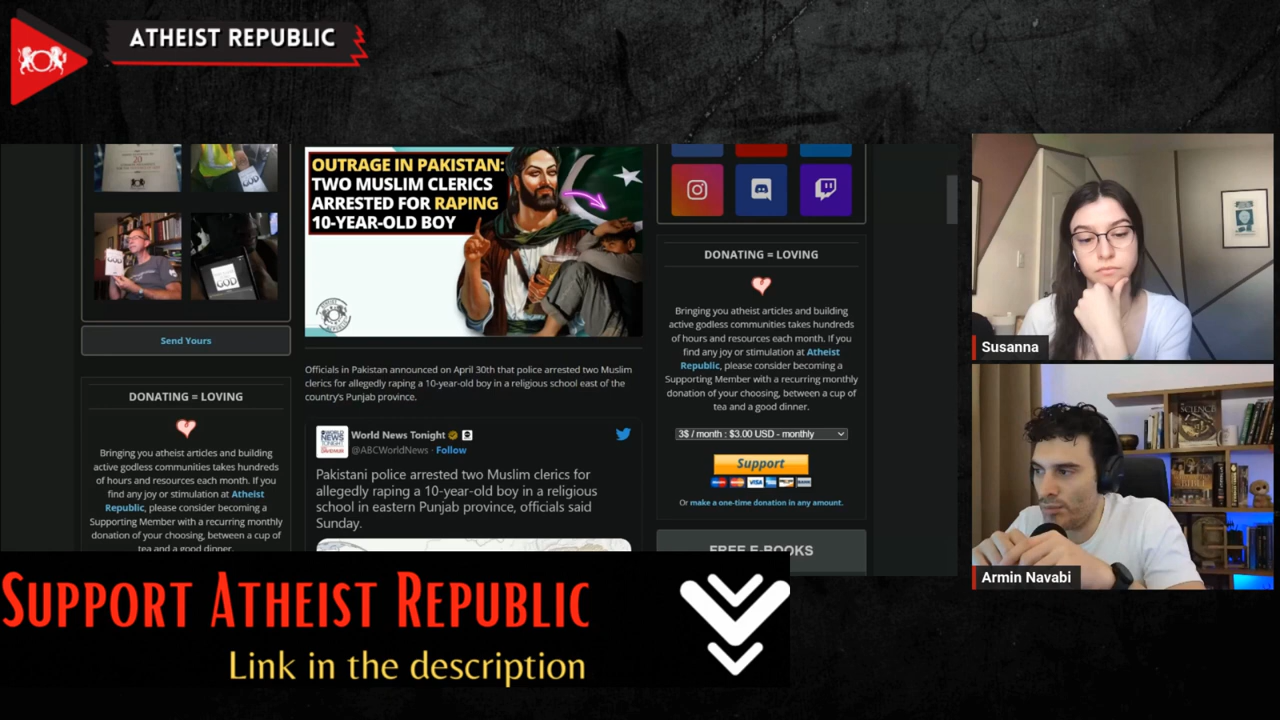 ATHEIST REPUBLIC
GOD
GOD
Send Yours
DONATING = LOVING
Bringing you atheist articles and building
active godless communities takes hundreds
of hours and resources each month. If you
find any joy or stimulation at Atheist
Republic, please consider becoming a
Supporting Member with a recurring monthly
donation of your choosing, between a cup of
tea and a good dinner.
OUTRAGE IN PAKISTAN:
TWO MUSLIM CLERICS
ARRESTED FOR RAPING
10-YEAR-OLD BOY
Officials in Pakistan announced on April 30th that police arrested two Muslim
clerics for allegedly raping a 10-year-old boy in a religious school east of the
country's Punjab province.
World News Tonight
@ABCWorldNews · Follow
Pakistani police arrested two Muslim clerics for
allegedly raping a 10-year-old boy in a religious
school in eastern Punjab province, officials said
Sunday.
DONATING = LOVING
Bringing you atheist articles and building
active godless communities takes hundreds
of hours and resources each month. If you
find any joy or stimulation at Atheist
Republic, please consider becoming a
Supporting Member with a recurring monthly
donation of your choosing, between a cup of
tea and a good dinner.
3$ / month : $3.00 USD - monthly
Support
VISA
Or make a one-time donation in any amount.
FREE E-BOOKS
Susanna
SCIENCE
Armin Navabi
SUPPORT ATHEIST REPUBLIC
Link in the description